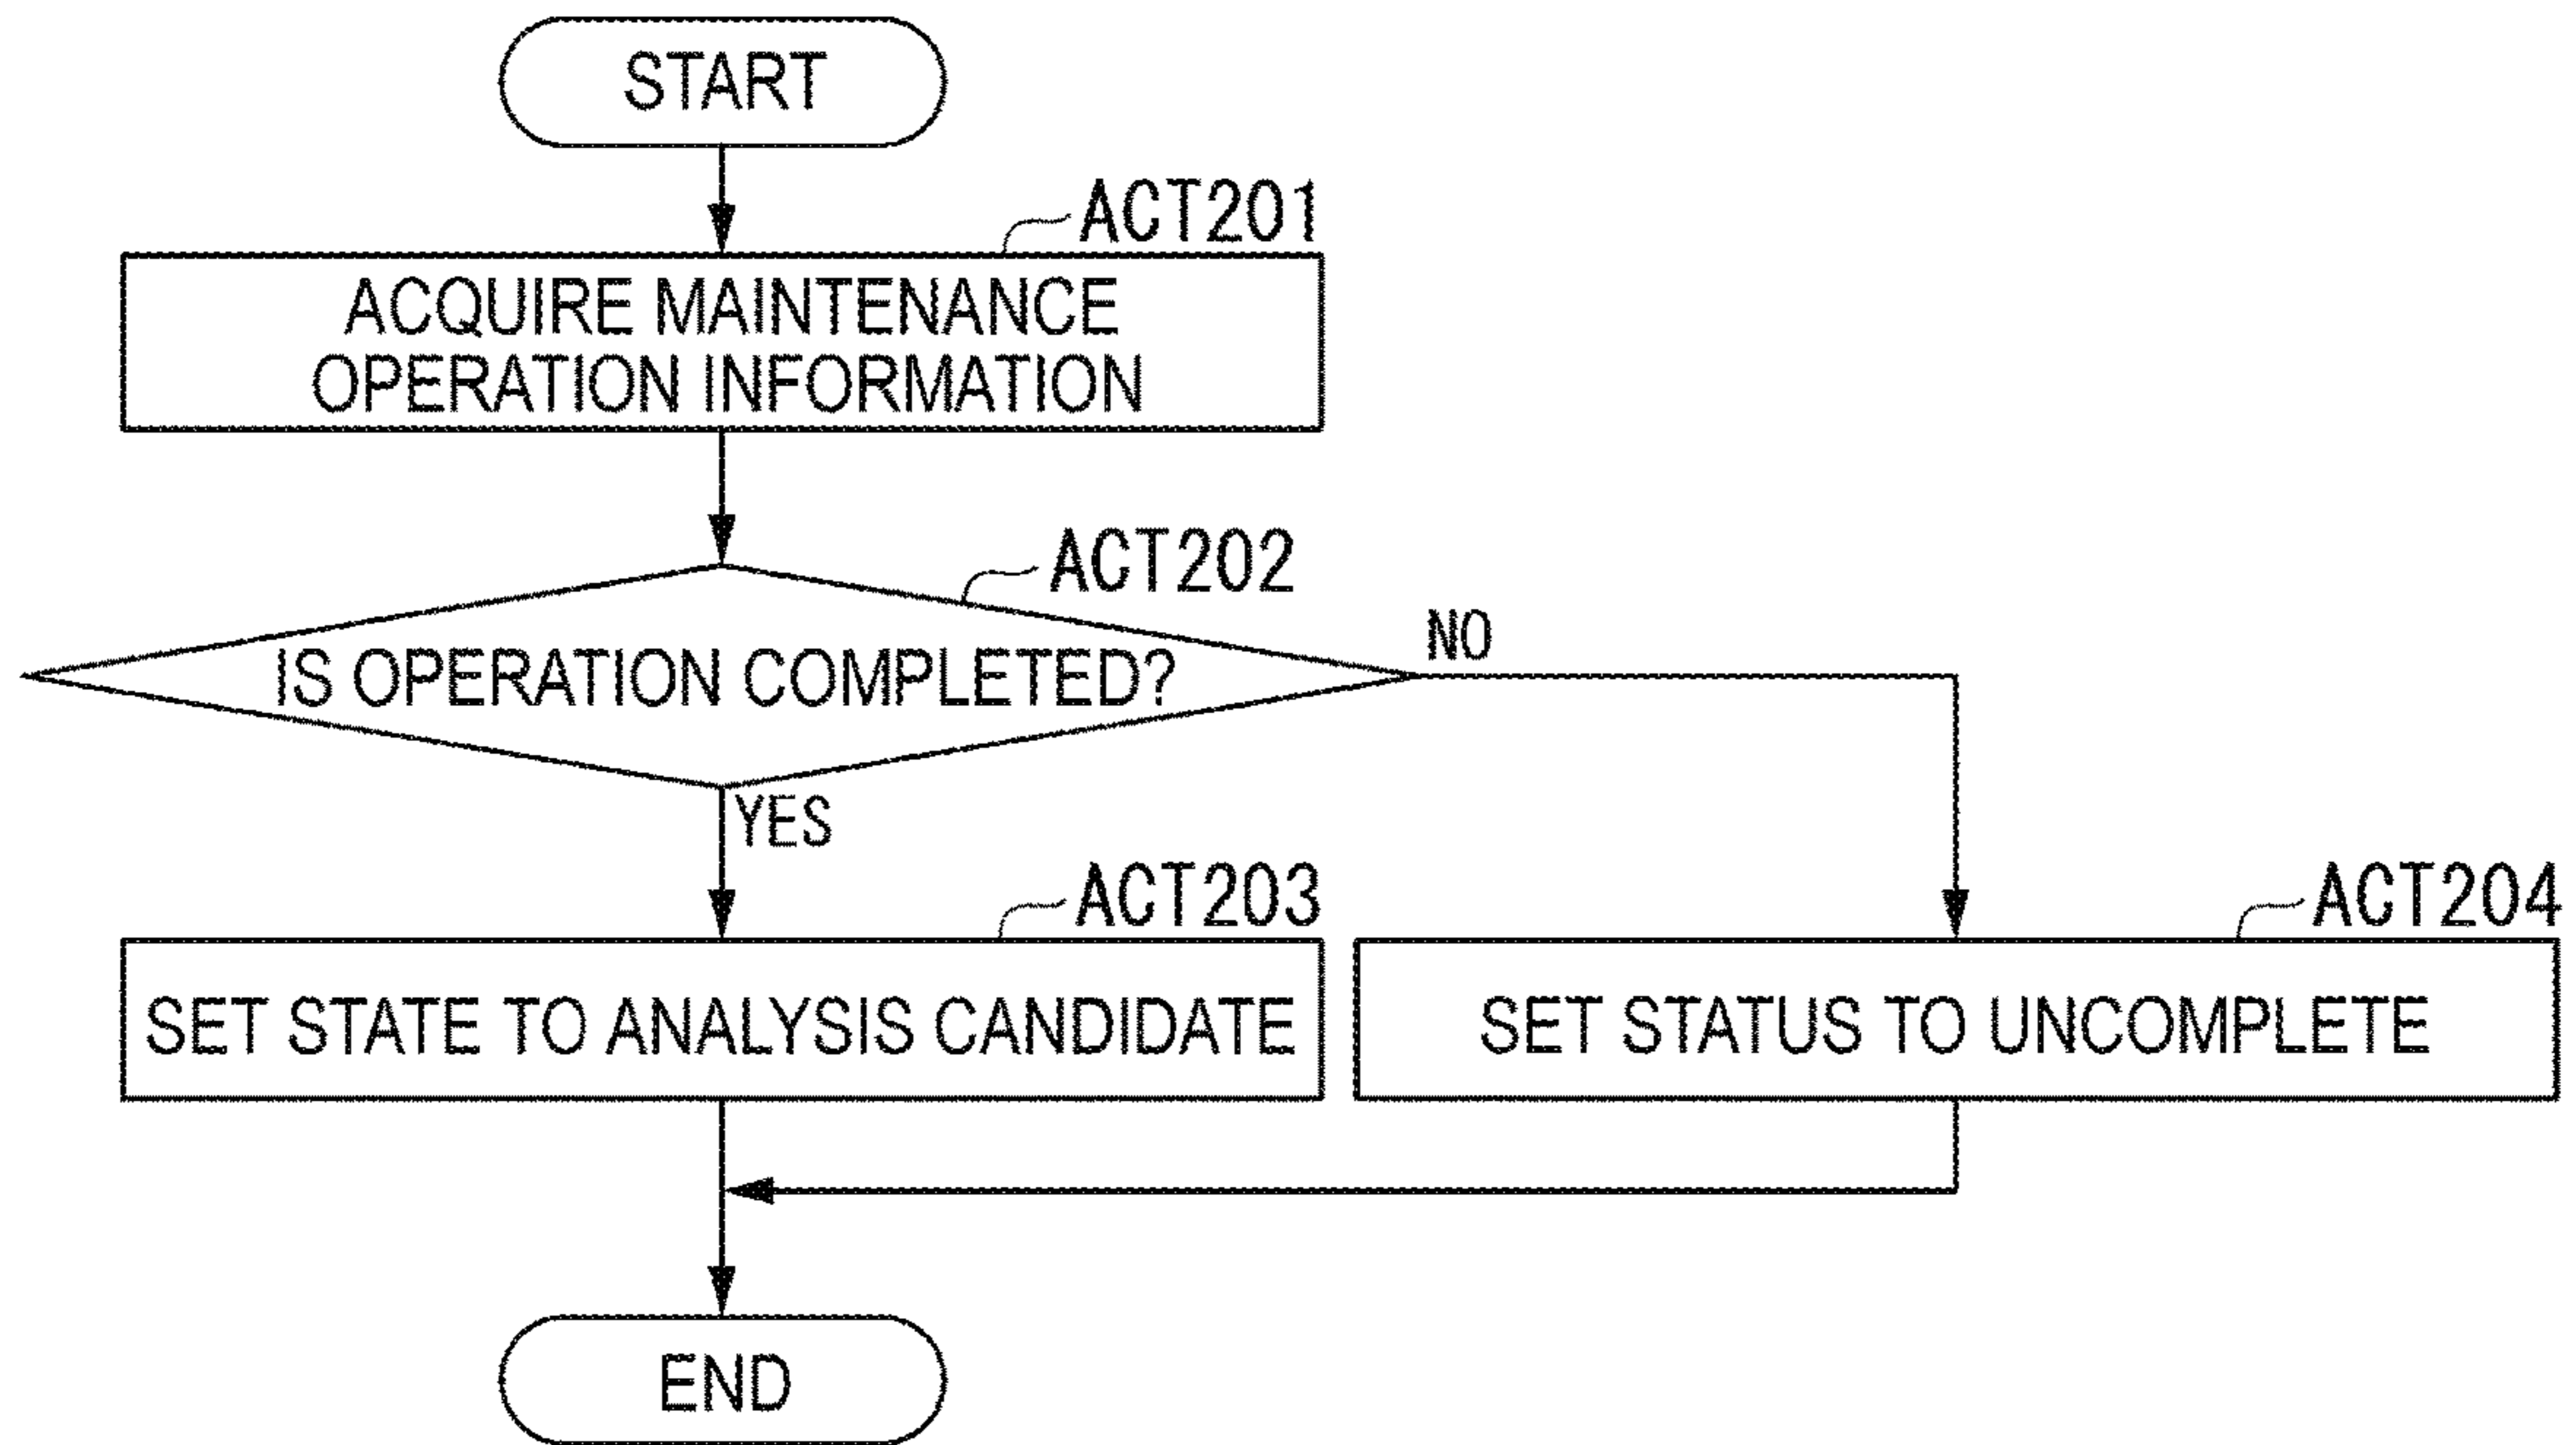 START
ACT201
ACQUIRE MAINTENANCE
OPERATION INFORMATION
ACT202
IS OPERATION COMPLETED?
NO
YES
ACT203
SET STATE TO ANALYSIS CANDIDATE
ACT204
SET STATUS TO UNCOMPLETE
END